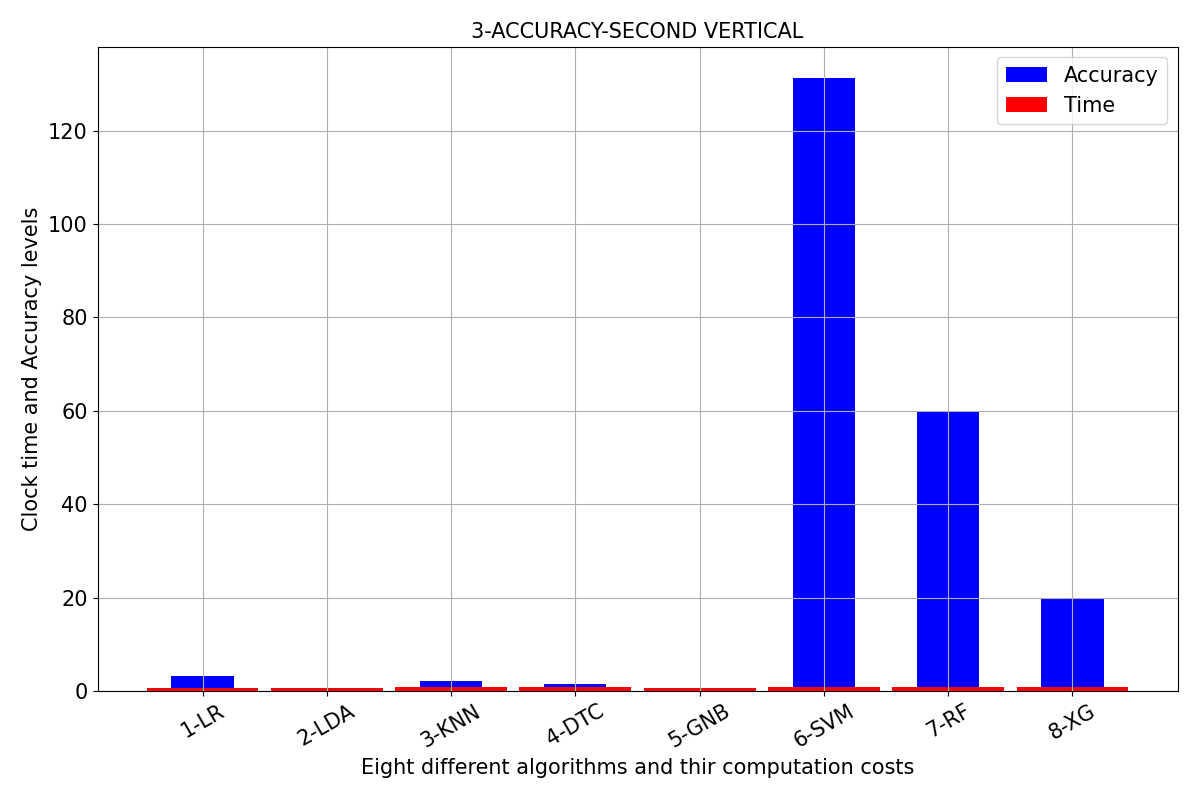 3-ACCURACY-SECOND VERTICAL
Accuracy
Time
Clock time and Accuracy levels
120
100
80
60
40
20
0
1-LR
2-LDA
3-KNN
4-DTC
5-GNB
6-SVM
7-RF
8-XG
Eight different algorithms and thir computation costs